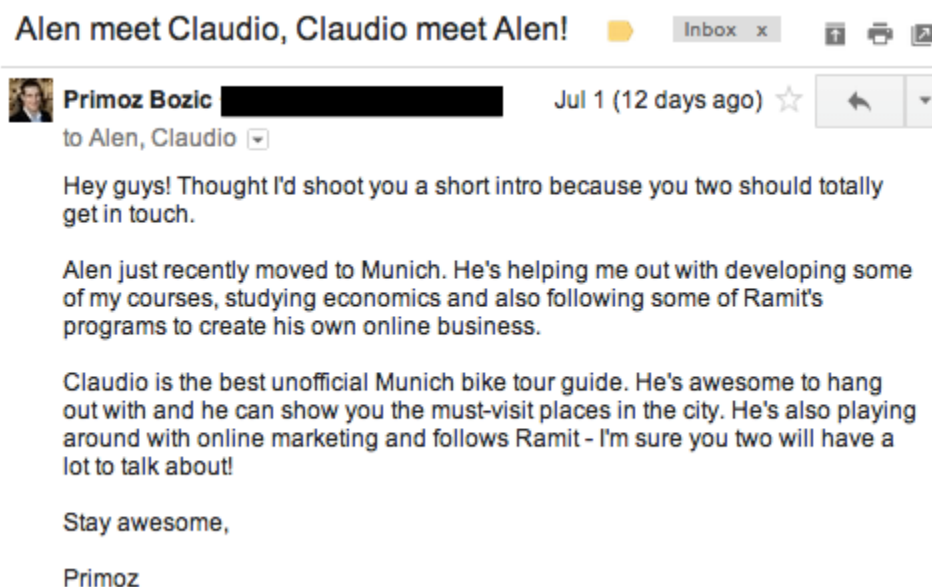 Alen meet Claudio, Claudio meet Alen!
Inbox x
Primoz Bozic
Jul 1 (12 days ago)
to Alen, Claudio
Hey guys! Thought I'd shoot you a short intro because you two should totally
get in touch.
Alen just recently moved to Munich. He's helping me out with developing some
of my courses, studying economics and also following some of Ramit's
programs to create his own online business.
Claudio is the best unofficial Munich bike tour guide. He's awesome to hang
out with and he can show you the must-visit places in the city. He's also playing
around with online marketing and follows Ramit - I'm sure you two will have a
lot to talk about!
Stay awesome,
Primoz